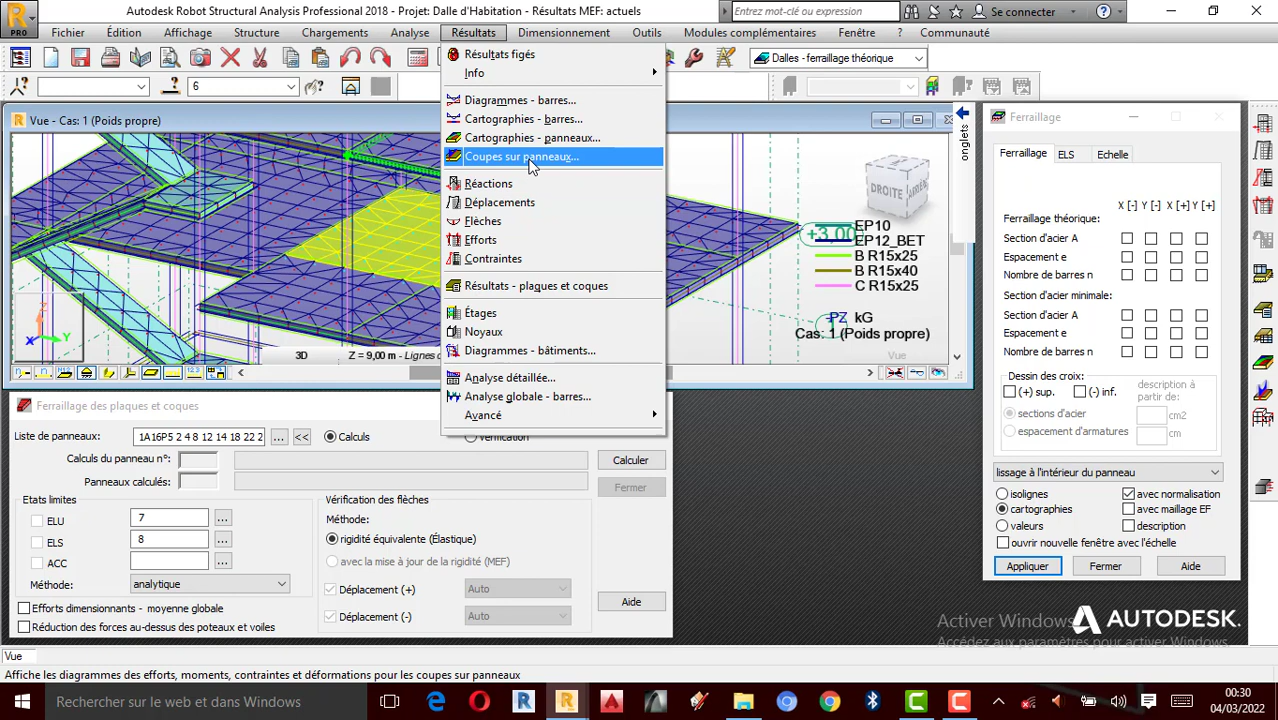 Autodesk Robot Structural Analysis Professional 2018 - Projet: Dalle d'Habitation - Résultats MEF: actuels
Entrez mot-clé ou expression
Se connecter
PRO
Fichier Édition Affichage Structure Chargements Analyse Résultats Dimensionnement Outils Modules complémentaires Fenêtre Communauté
Dalles - ferraillage théorique
6
Résultats figés
Info
Diagrammes - barres...
Cartographies - barres...
Cartographies - panneaux...
Coupes sur panneaux...
Réactions
Déplacements
Flèches
Efforts
Contraintes
Résultats - plaques et coques
Étages
Noyaux
Diagrammes - bâtiments...
Analyse détaillée...
Analyse globale - barres...
Avancé
Vue - Cas: 1 (Poids propre)
onglets
DROITE
+3,00
EP10
EP12_BET
B R15x25
B R15x40
C R15x25
PZ kG
Cas: 1 (Poids propre)
Z
X Y
3D
Z = 9,00 m - Lignes d
Vue
Ferraillage
Ferraillage ELS Echelle
X [-] Y [-] X [+] Y [+]
Ferraillage théorique:
Section d'acier A
Espacement e
Nombre de barres n
Section d'acier minimale:
Section d'acier A
Espacement e
Nombre de barres n
Dessin des croix:
(+) sup. (-) inf.
description à partir de:
sections d'acier cm2
espacement d'armatures cm
lissage à l'intérieur du panneau
isolignes avec normalisation
cartographies avec maillage EF
valeurs description
ouvrir nouvelle fenêtre avec l'échelle
Appliquer Fermer Aide
Ferraillage des plaques et coques
Liste de panneaux: 1A16P5 2 4 8 12 14 18 22 2 ... << Calculs Vérification
Calculs du panneau n°:
Calculer
Panneaux calculés:
Fermer
Etats limites
ELU 7 ...
ELS 8 ...
ACC ...
Méthode: analytique
Efforts dimensionnants - moyenne globale
Réduction des forces au-dessus des poteaux et voiles
Vérification des flèches
Méthode:
rigidité équivalente (Élastique)
avec la mise à jour de la rigidité (MEF)
Déplacement (+) Auto
Déplacement (-) Auto
Aide
Activer Windows
Accédez aux paramètres pour activer Windows.
AUTODESK.
Vue
Affiche les diagrammes des efforts, moments, contraintes et déformations pour les coupes sur panneaux
Rechercher sur le web et dans Windows
00:30
04/03/2022